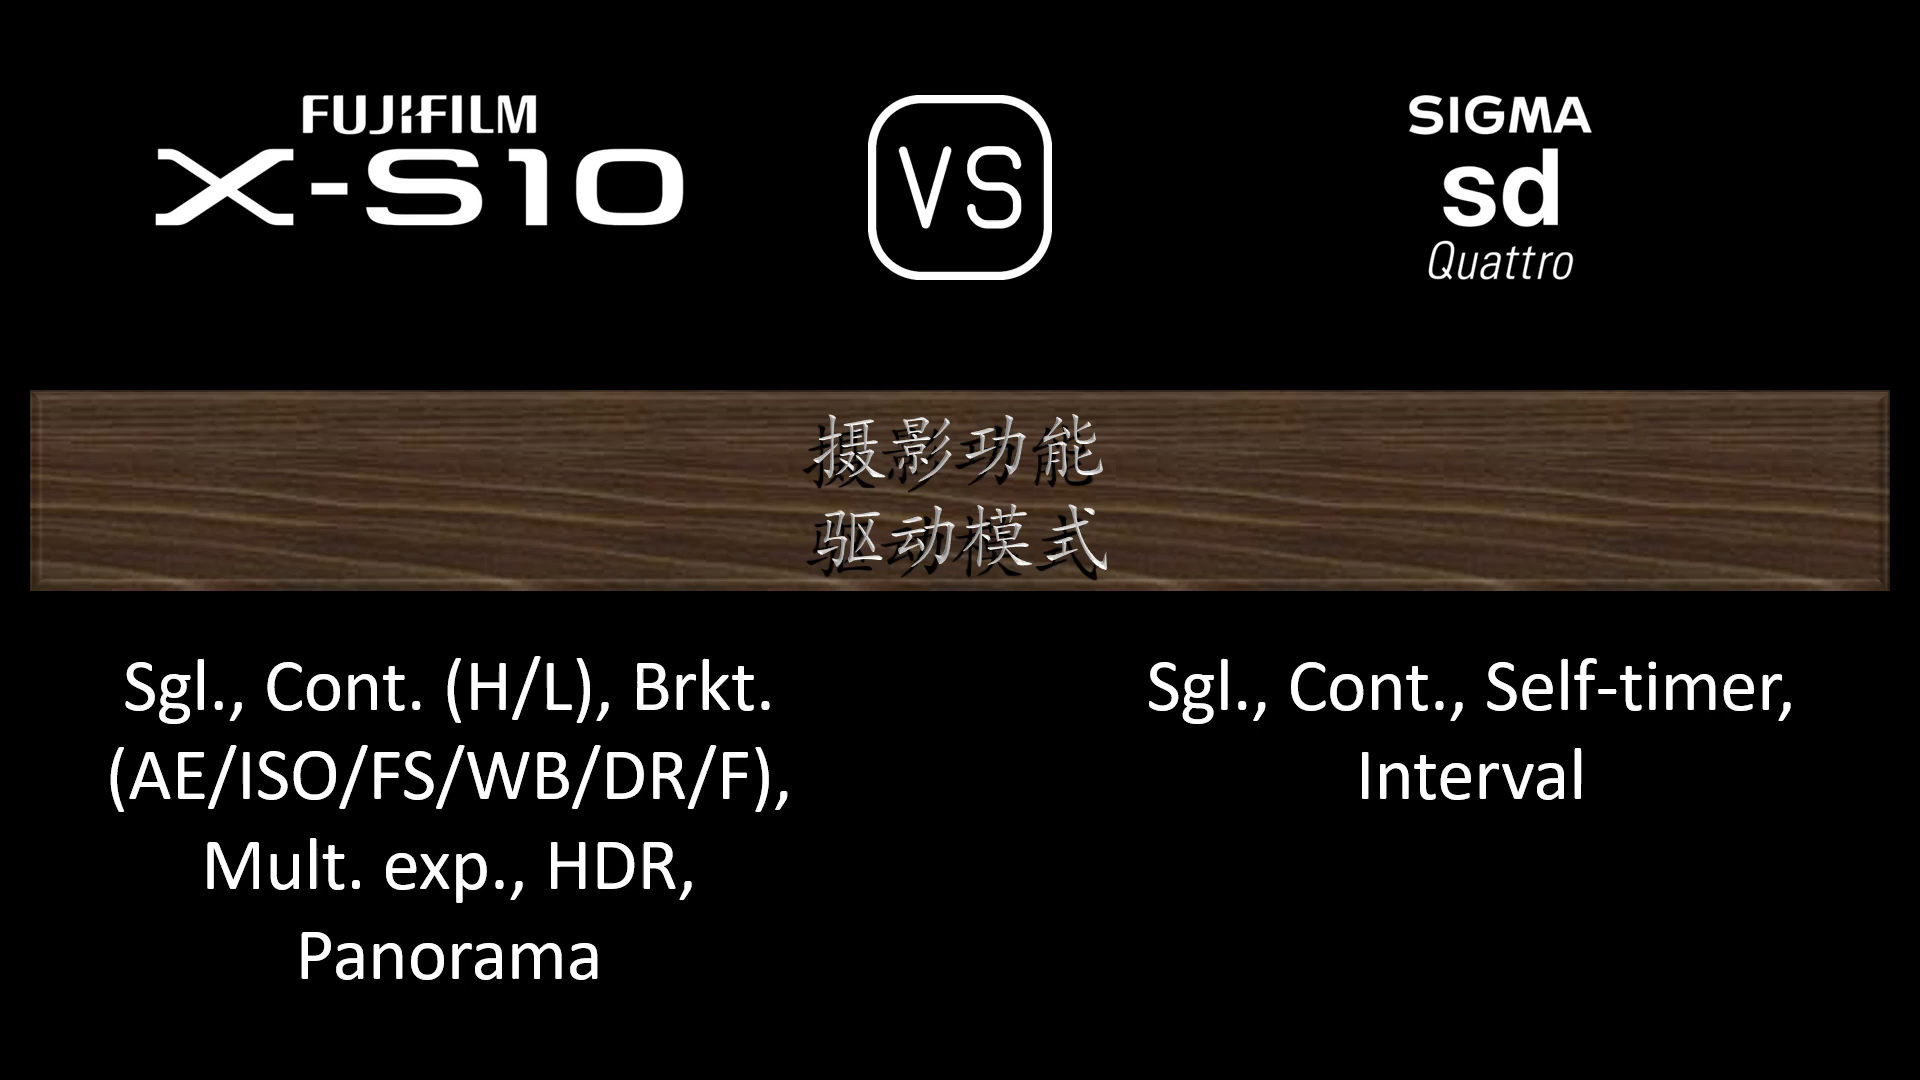 FUJIFILM
X-S10
VS
SIGMA
sd
Quattro
摄影功能
驱动模式
Sgl., Cont. (H/L), Brkt.
(AE/ISO/FS/WB/DR/F),
Mult. exp., HDR,
Panorama
Sgl., Cont., Self-timer,
Interval